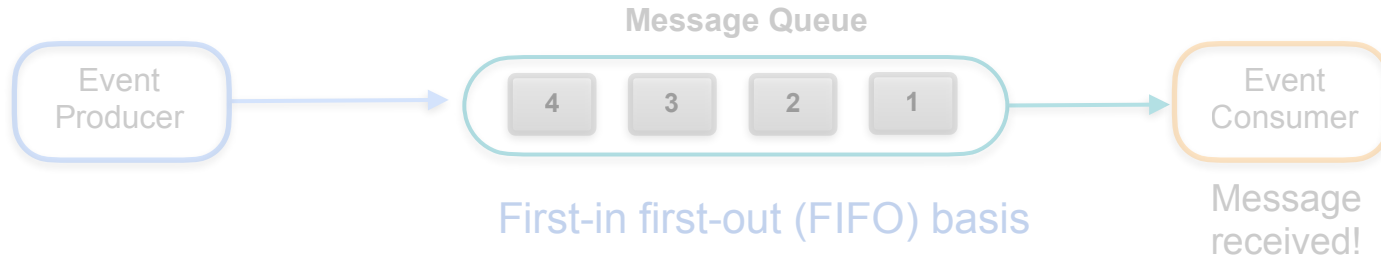 Message Queue
Event
Producer
4 3 2 1
Event
Consumer
First-in first-out (FIFO) basis
Message
received!